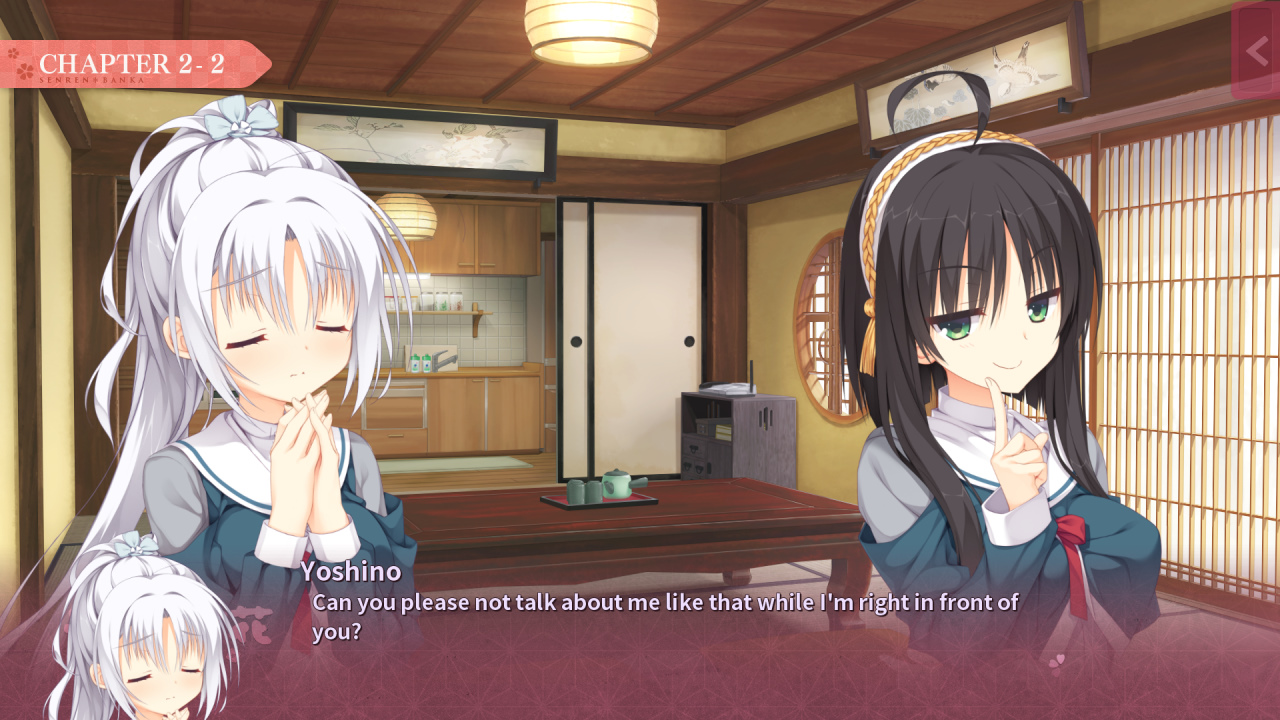 CHAPTER 2-2
SENREN＊BANKA
Yoshino
Can you please not talk about me like that while I'm right in front of
you?